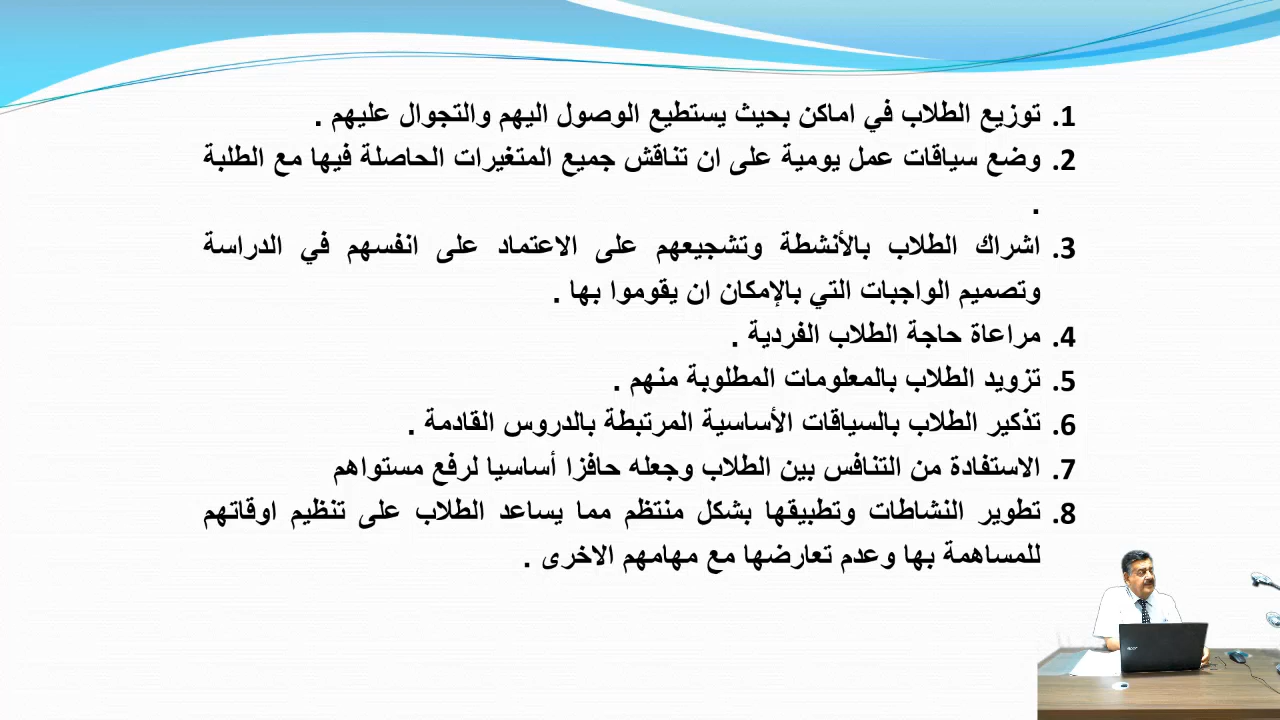 1. توزيع الطلاب في اماكن بحيث يستطيع الوصول اليهم والتجوال عليهم .
2. وضع سياقات عمل يومية على ان تناقش جميع المتغيرات الحاصلة فيها مع الطلبة
.
3. اشراك الطلاب بالأنشطة وتشجيعهم على الاعتماد على انفسهم في الدراسة
وتصميم الواجبات التي بالإمكان ان يقوموا بها .
4. مراعاة حاجة الطلاب الفردية .
5. تزويد الطلاب بالمعلومات المطلوبة منهم .
6. تذكير الطلاب بالسياقات الأساسية المرتبطة بالدروس القادمة .
7. الاستفادة من التنافس بين الطلاب وجعله حافزا أساسيا لرفع مستواهم
8. تطوير النشاطات وتطبيقها بشكل منتظم مما يساعد الطلاب على تنظيم اوقاتهم
للمساهمة بها وعدم تعارضها مع مهامهم الاخرى .
acer